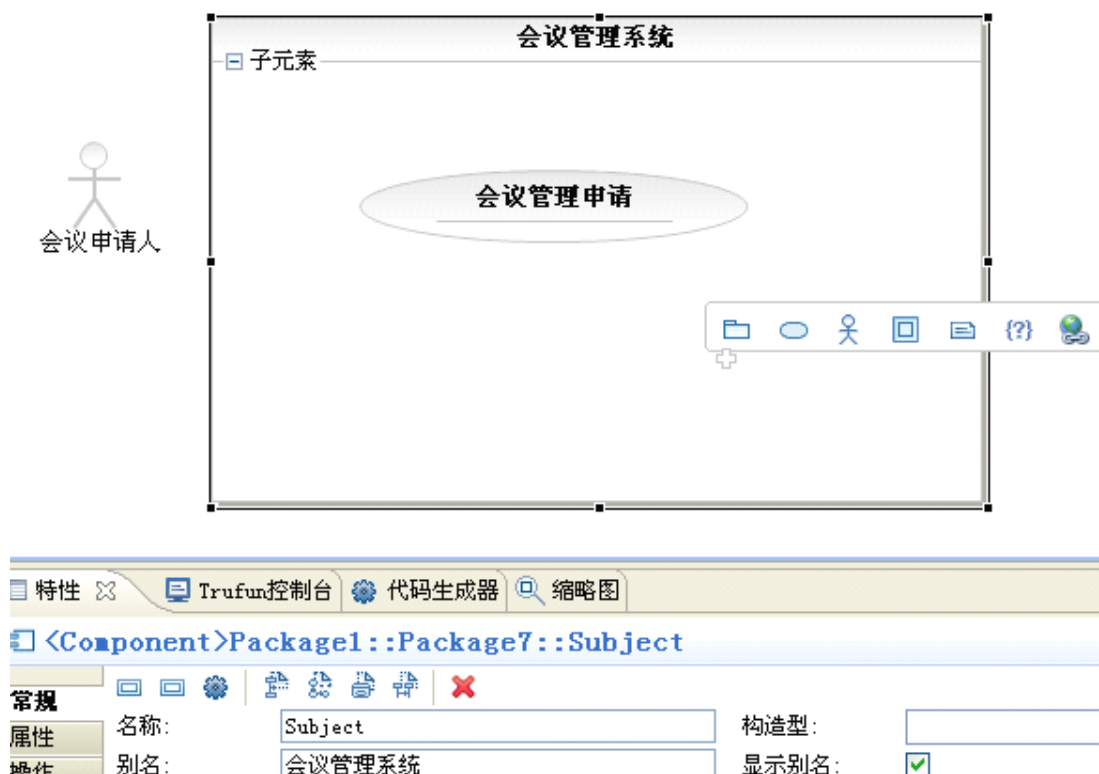 会议管理系统
子元素
会议管理申请
会议申请人
{?}
特性 Trufun控制台 代码生成器 缩略图
<Component>Package1::Package7::Subject
常规
名称: Subject 构造型:
属性
别名: 会议管理系统 显示别名:
操作